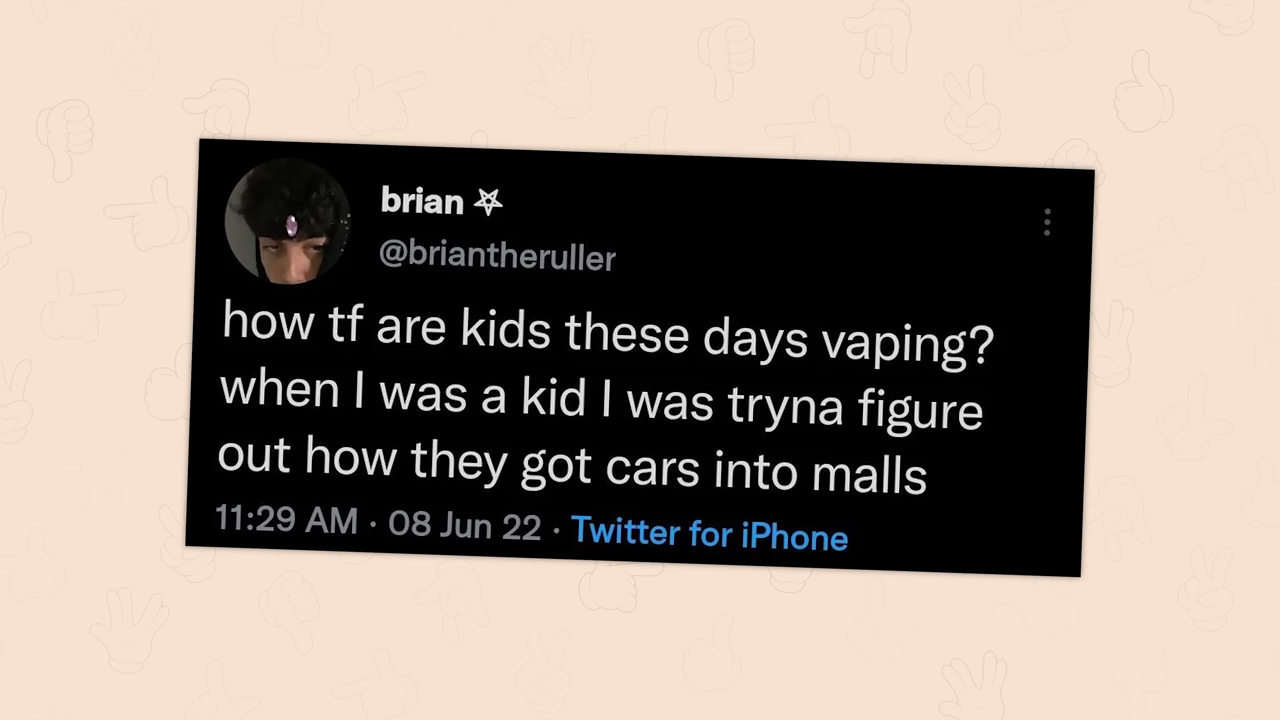 brian ⛧
@briantheruller
how tf are kids these days vaping?
when I was a kid I was tryna figure
out how they got cars into malls
11:29 AM · 08 Jun 22 · Twitter for iPhone